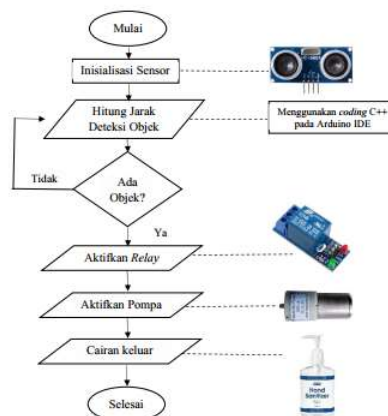 Mulai
Inisialisasi Sensor
Hitung Jarak
Deteksi Objek
Menggunakan coding C++
pada Arduino IDE
Tidak
Ada
Objek?
Ya
Aktifkan Relay
Aktifkan Pompa
Cairan keluar
Hand
Sanitizer
Selesai